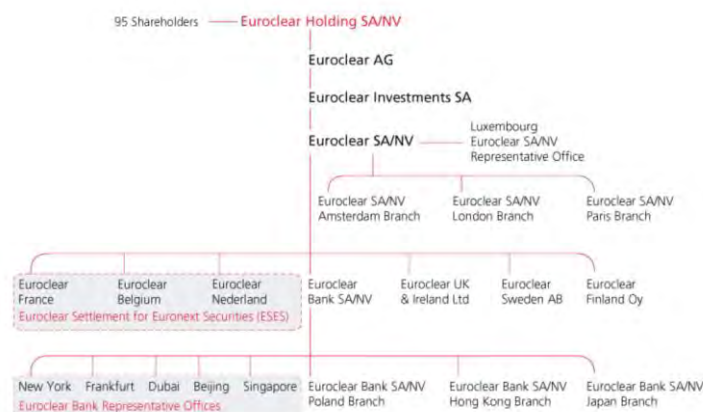 95 Shareholders
Euroclear Holding SA/NV
Euroclear AG
Euroclear Investments SA
Euroclear SA/NV
Luxembourg
Euroclear SA/NV
Representative Office
Euroclear SA/NV
Amsterdam Branch
Euroclear SA/NV
London Branch
Euroclear SA/NV
Paris Branch
Euroclear
France
Euroclear
Belgium
Euroclear
Nederland
Euroclear Settlement for Euronext Securities (ESES)
Euroclear
Bank SA/NV
Euroclear UK
& Ireland Ltd
Euroclear
Sweden AB
Euroclear
Finland Oy
New York
Frankfurt
Dubai
Beijing
Singapore
Euroclear Bank Representative Offices
Euroclear Bank SA/NV
Poland Branch
Euroclear Bank SA/NV
Hong Kong Branch
Euroclear Bank SA/NV
Japan Branch